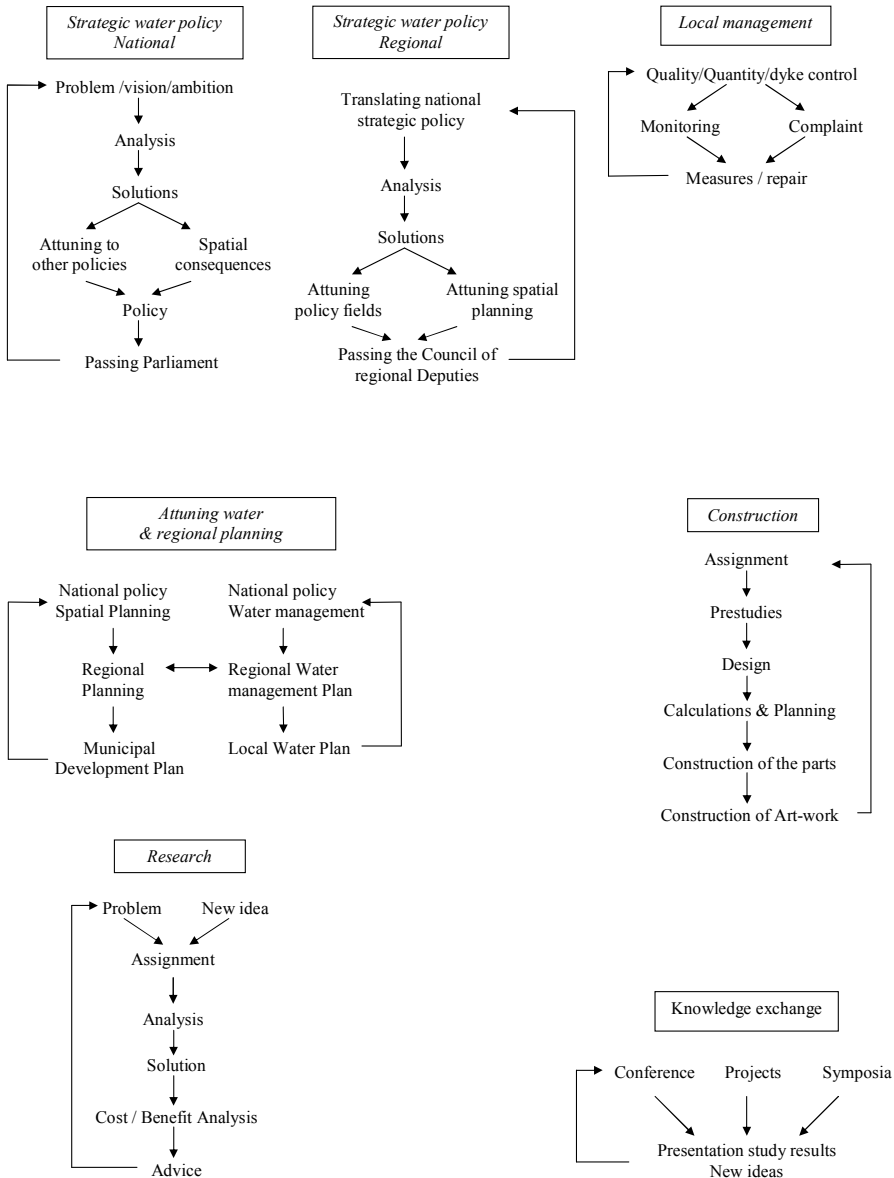 Strategic water policy
National
Problem /vision/ambition
Analysis
Solutions
Attuning to
other policies
Spatial
consequences
Policy
Passing Parliament
Strategic water policy
Regional
Translating national
strategic policy
Analysis
Solutions
Attuning
policy fields
Attuning spatial
planning
Passing the Council of
regional Deputies
Local management
Quality/Quantity/dyke control
Monitoring
Complaint
Measures / repair
Attuning water
& regional planning
National policy
Spatial Planning
National policy
Water management
Regional
Planning
Regional Water
management Plan
Municipal
Development Plan
Local Water Plan
Construction
Assignment
Prestudies
Design
Calculations & Planning
Construction of the parts
Construction of Art-work
Research
Problem
New idea
Assignment
Analysis
Solution
Cost / Benefit Analysis
Advice
Knowledge exchange
Conference
Projects
Symposia
Presentation study results
New ideas